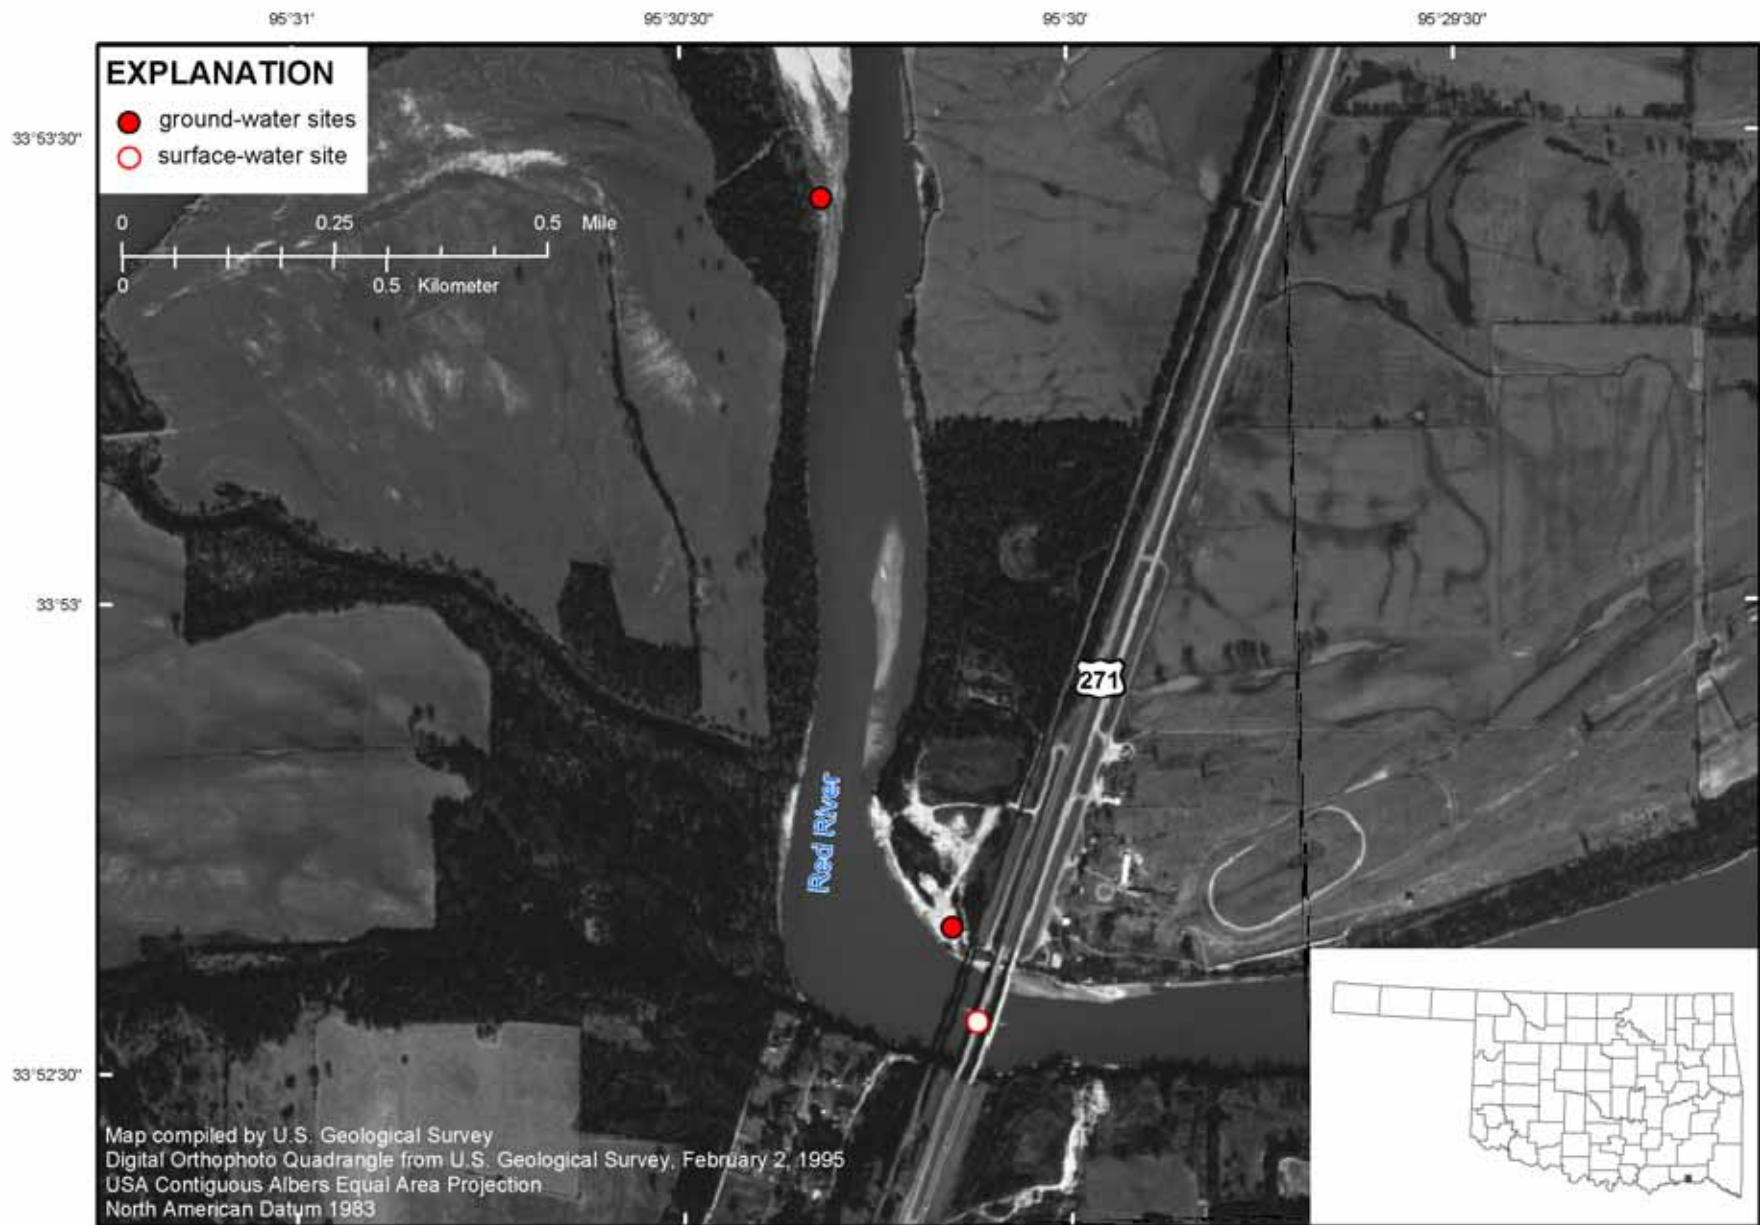 95°31' 95°30'30" 95°30' 95°29'30"
EXPLANATION
ground-water sites
surface-water site
33°53'30"
0 0.25 0.5 Mile
0 0.5 Kilometer
33°53'
271
Red River
33°52'30"
Map compiled by U.S. Geological Survey
Digital Orthophoto Quadrangle from U.S. Geological Survey, February 2, 1995
USA Contiguous Albers Equal Area Projection
North American Datum 1983